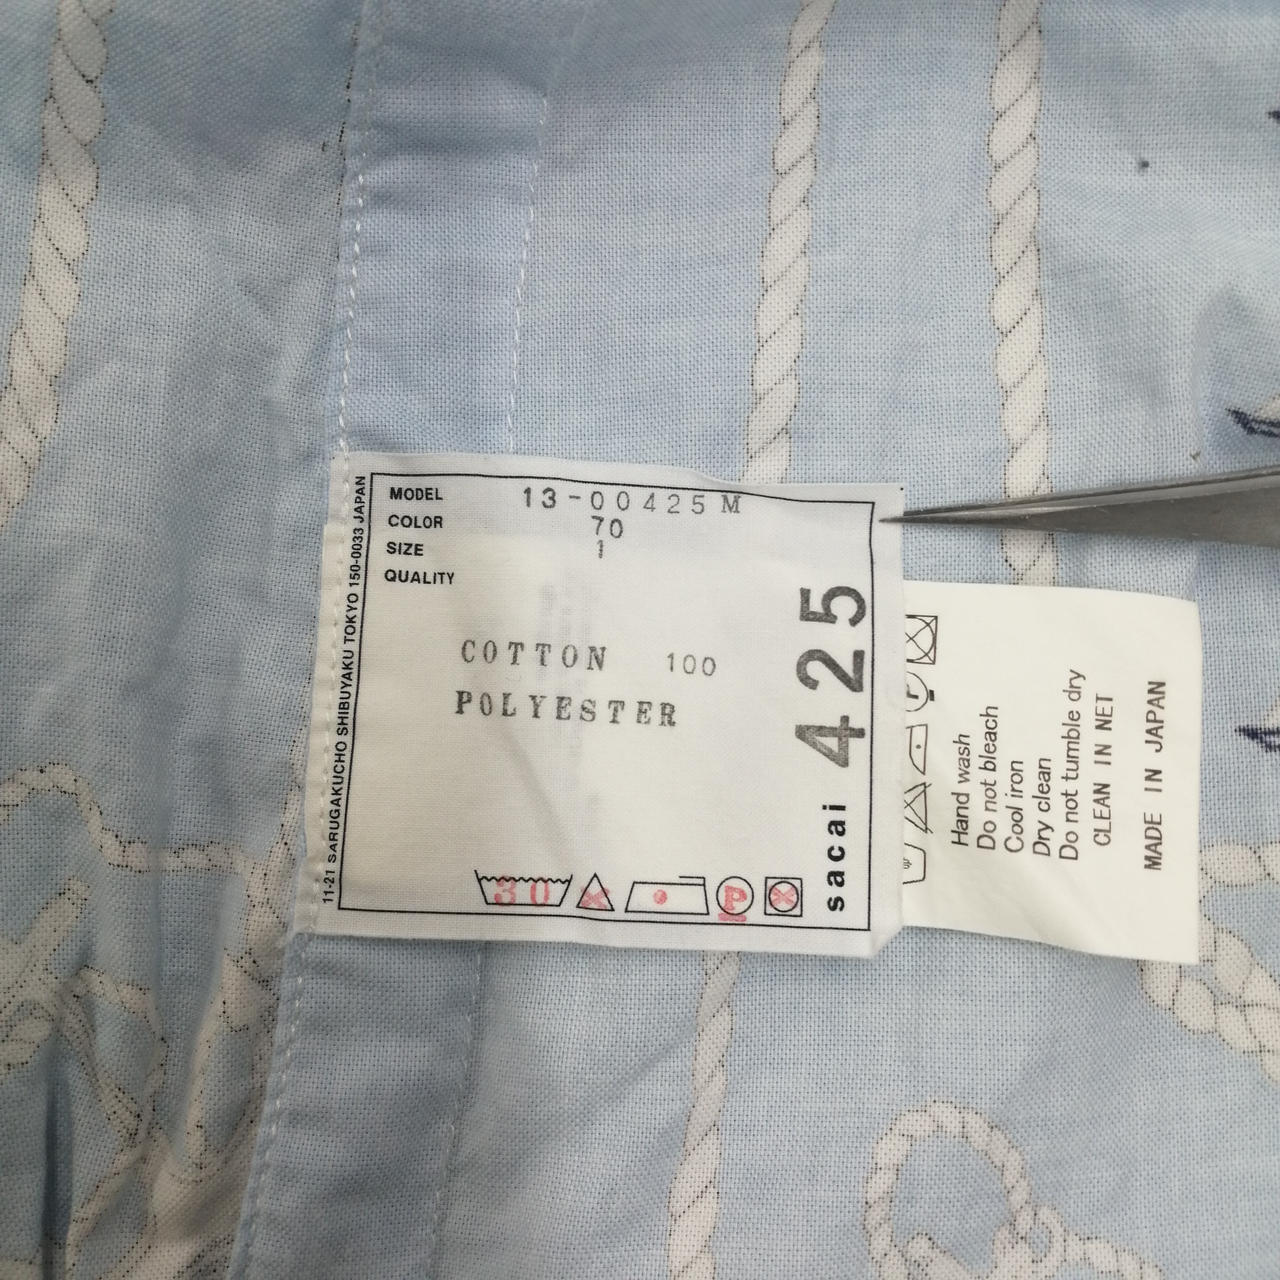 MODEL 13-00425M
COLOR 70
SIZE 1
QUALITY
COTTON 100
POLYESTER
30
sacai 425
11-21 SARUGAKUCHO SHIBUYAKU TOKYO 150-0033 JAPAN
Hand wash
Do not bleach
Cool iron
Dry clean
Do not tumble dry
CLEAN IN NET
MADE IN JAPAN